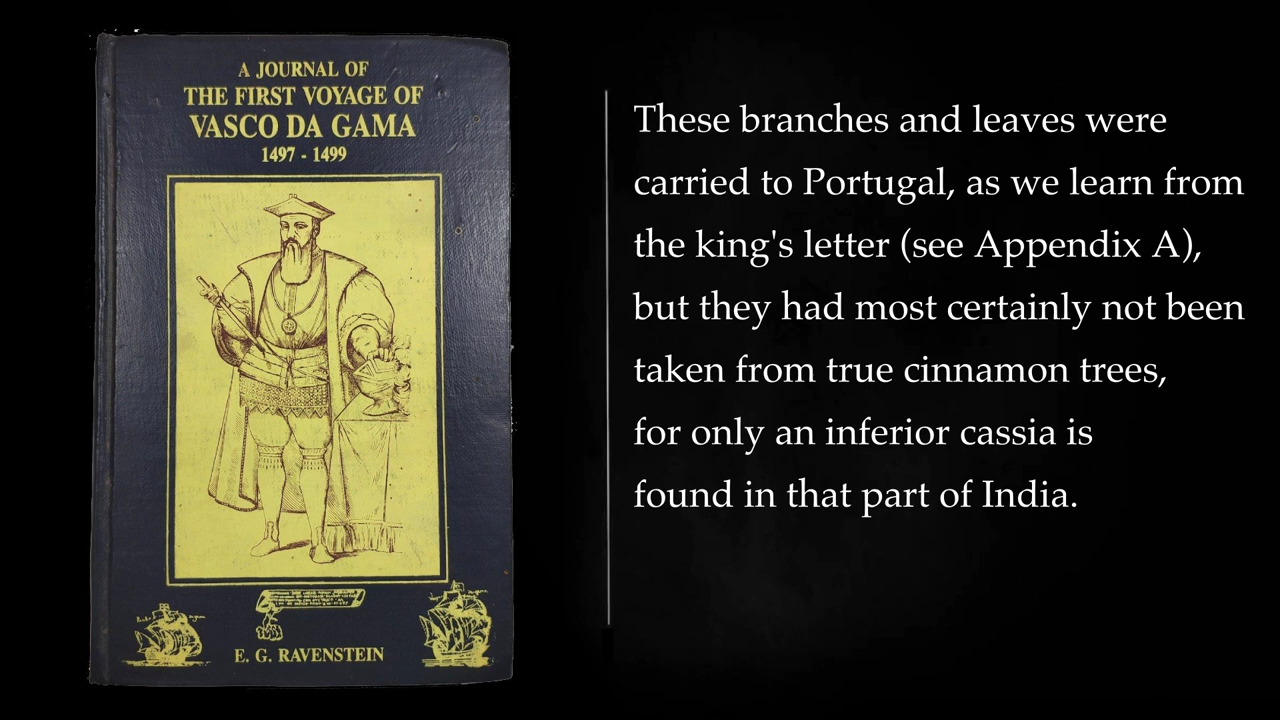 A JOURNAL OF
THE FIRST VOYAGE OF
VASCO DA GAMA
1497 - 1499
E. G. RAVENSTEIN
These branches and leaves were
carried to Portugal, as we learn from
the king's letter (see Appendix A),
but they had most certainly not been
taken from true cinnamon trees,
for only an inferior cassia is
found in that part of India.